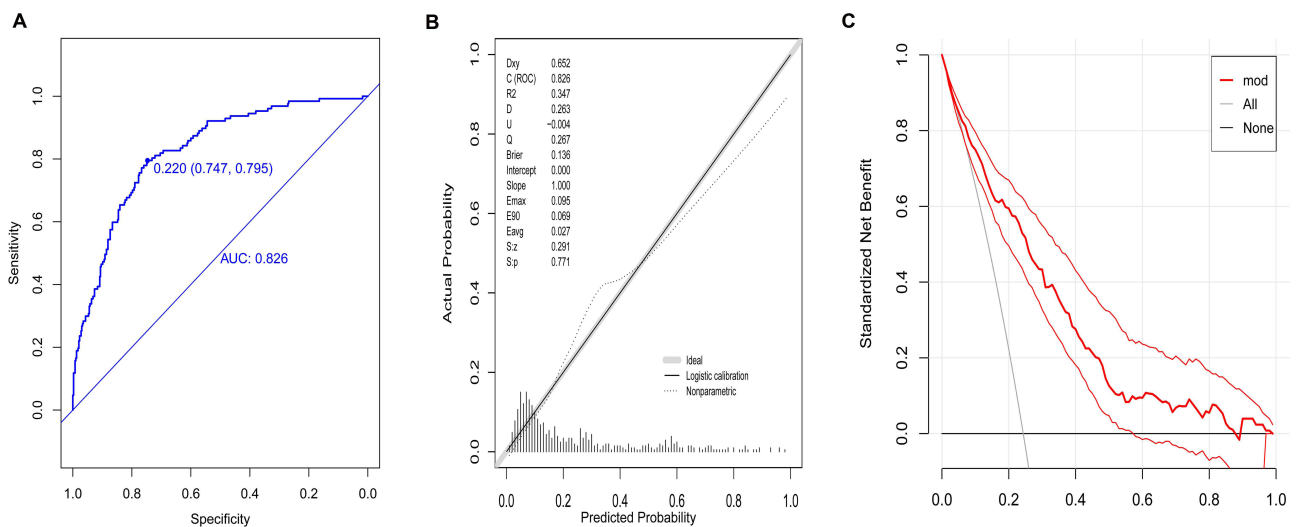 A
Sensitivity
1.0
0.8
0.6
0.4
0.2
0.0
0.220 (0.747, 0.795)
AUC: 0.826
1.0 0.8 0.6 0.4 0.2 0.0
Specificity
B
Actual Probability
1.0
0.8
0.6
0.4
0.2
0.0
Dxy 0.652
C (ROC) 0.826
R2 0.347
D 0.263
U −0.004
Q 0.267
Brier 0.136
Intercept 0.000
Slope 1.000
Emax 0.095
E90 0.069
Eavg 0.027
S:z 0.291
S:p 0.771
Ideal
Logistic calibration
Nonparametric
0.0 0.2 0.4 0.6 0.8 1.0
Predicted Probability
C
Standardized Net Benefit
1.0
0.8
0.6
0.4
0.2
0.0
mod
All
None
0.0 0.2 0.4 0.6 0.8 1.0